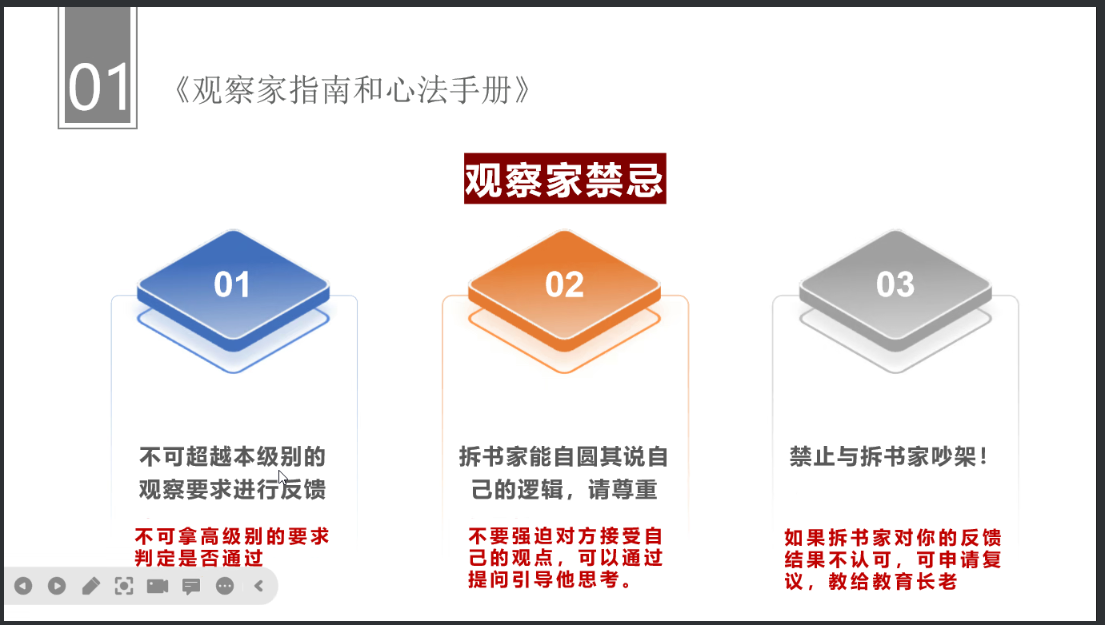 01
《观察家指南和心法手册》
观察家禁忌
01
不可超越本级别的
观察要求进行反馈
不可拿高级别的要求
判定是否通过
02
拆书家能自圆其说自
己的逻辑，请尊重
不要强迫对方接受自
己的观点，可以通过
提问引导他思考。
03
禁止与拆书家吵架！
如果拆书家对你的反馈
结果不认可，可申请复
议，教给教育长老